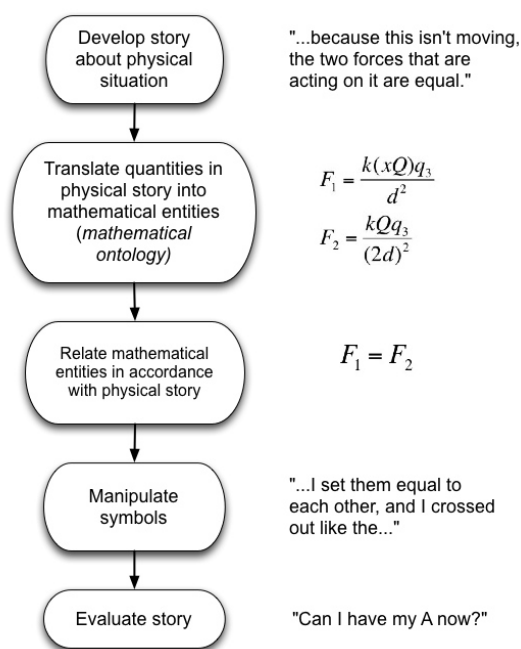 Develop story
about physical
situation
"...because this isn't moving,
the two forces that are
acting on it are equal."
Translate quantities in
physical story into
mathematical entities
(mathematical
ontology)
F₁ = k(xQ)q₃ / d²
F₂ = kQq₃ / (2d)²
Relate mathematical
entities in accordance
with physical story
F₁ = F₂
Manipulate
symbols
"...I set them equal to
each other, and I crossed
out like the..."
Evaluate story
"Can I have my A now?"